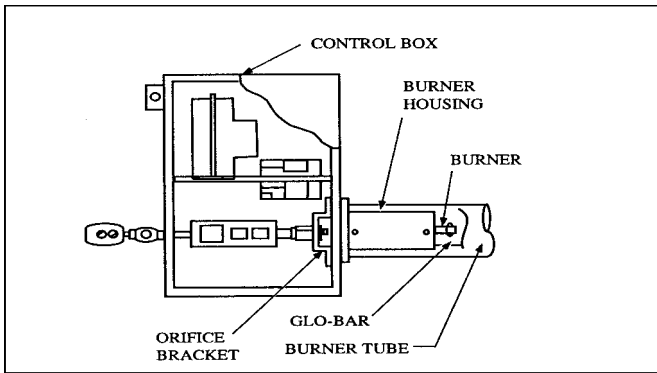 CONTROL BOX
BURNER
HOUSING
BURNER
GLO-BAR
ORIFICE
BRACKET
BURNER TUBE